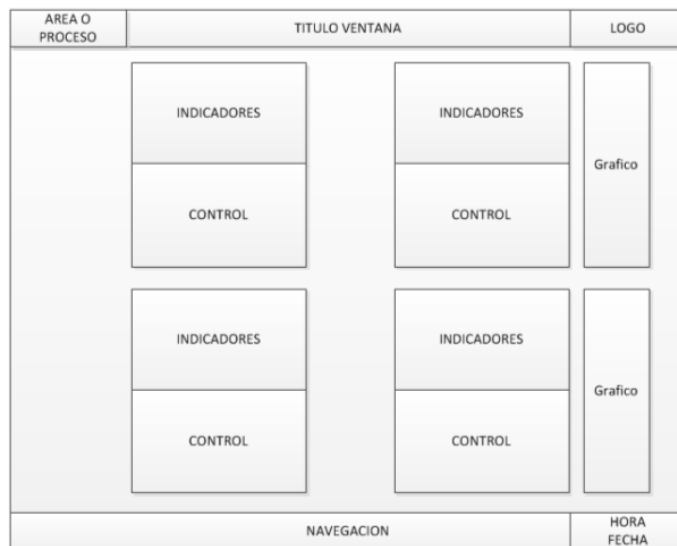 AREA O
PROCESO
TITULO VENTANA
LOGO
INDICADORES
INDICADORES
Grafico
CONTROL
CONTROL
INDICADORES
INDICADORES
Grafico
CONTROL
CONTROL
NAVEGACION
HORA
FECHA